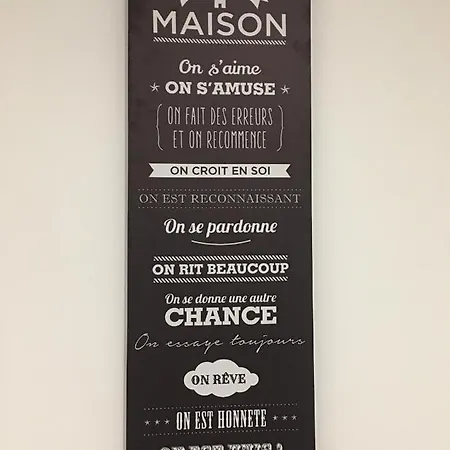 MAISON
On s'aime
ON S'AMUSE
ON FAIT DES ERREURS
ET ON RECOMMENCE
ON CROIT EN SOI
ON EST RECONNAISSANT
On se pardonne
ON RIT BEAUCOUP
On se donne une autre
CHANCE
On essaye toujours
ON RÊVE
ON EST HONNETE